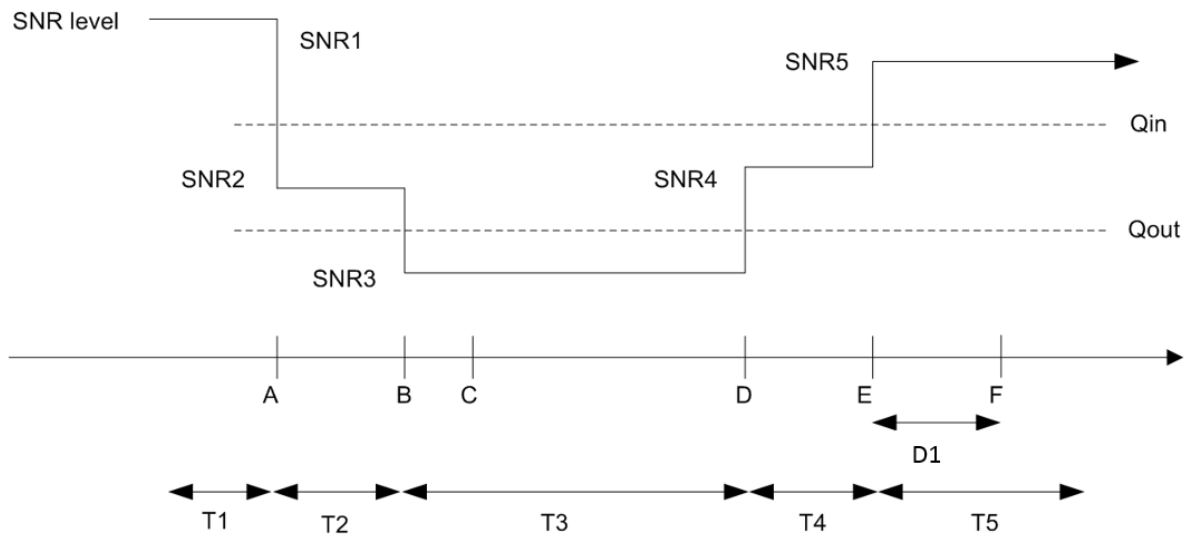 SNR level
SNR1
SNR5
Qin
SNR2
SNR4
Qout
SNR3
A
B
C
D
E
F
D1
T1
T2
T3
T4
T5